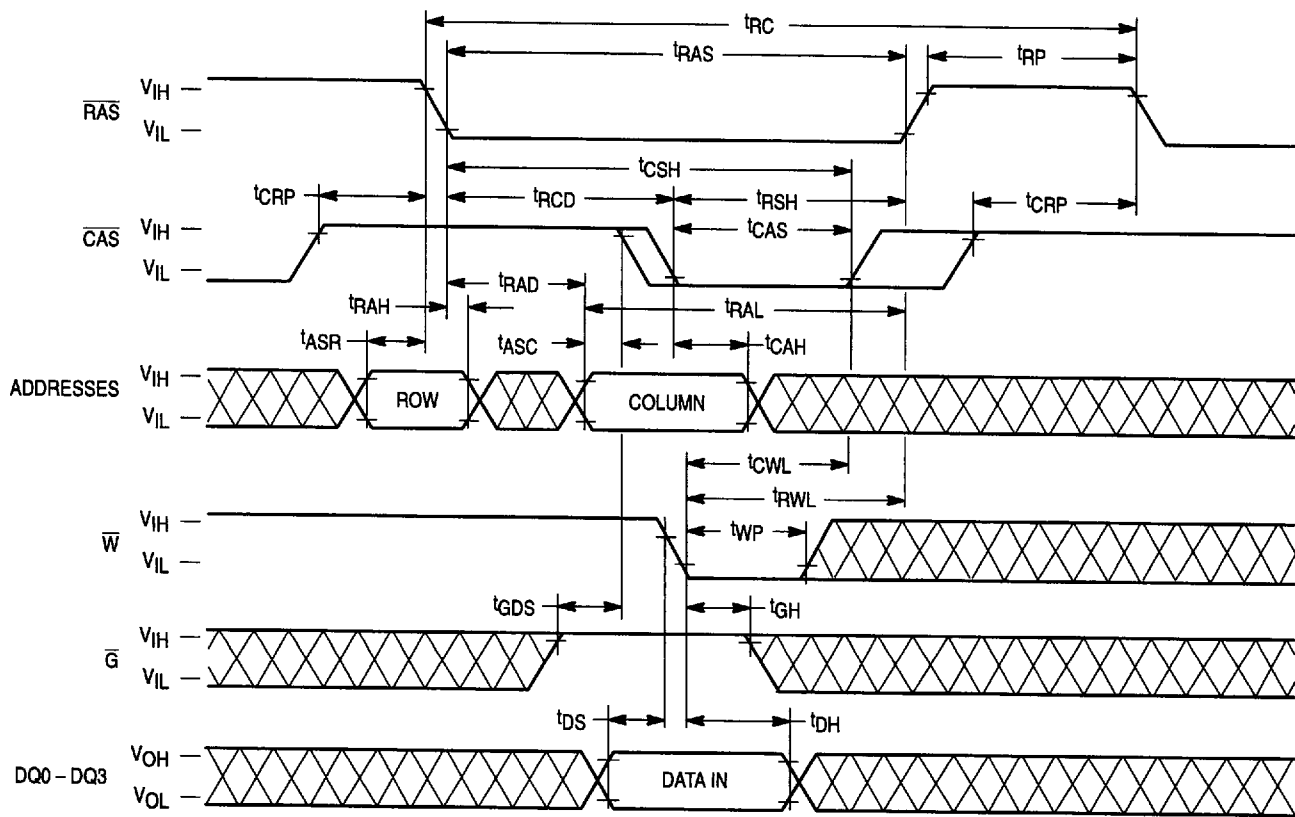 tRC
tRAS
tRP
RAS
VIH
VIL
tCSH
tCRP
tRCD
tRSH
tCRP
CAS
VIH
VIL
tCAS
tRAD
tRAH
tRAL
tASR
tASC
tCAH
ADDRESSES
VIH
VIL
ROW
COLUMN
tCWL
tRWL
W
VIH
VIL
tWP
tGDS
tGH
G
VIH
VIL
tDS
tDH
DQ0 – DQ3
VOH
VOL
DATA IN